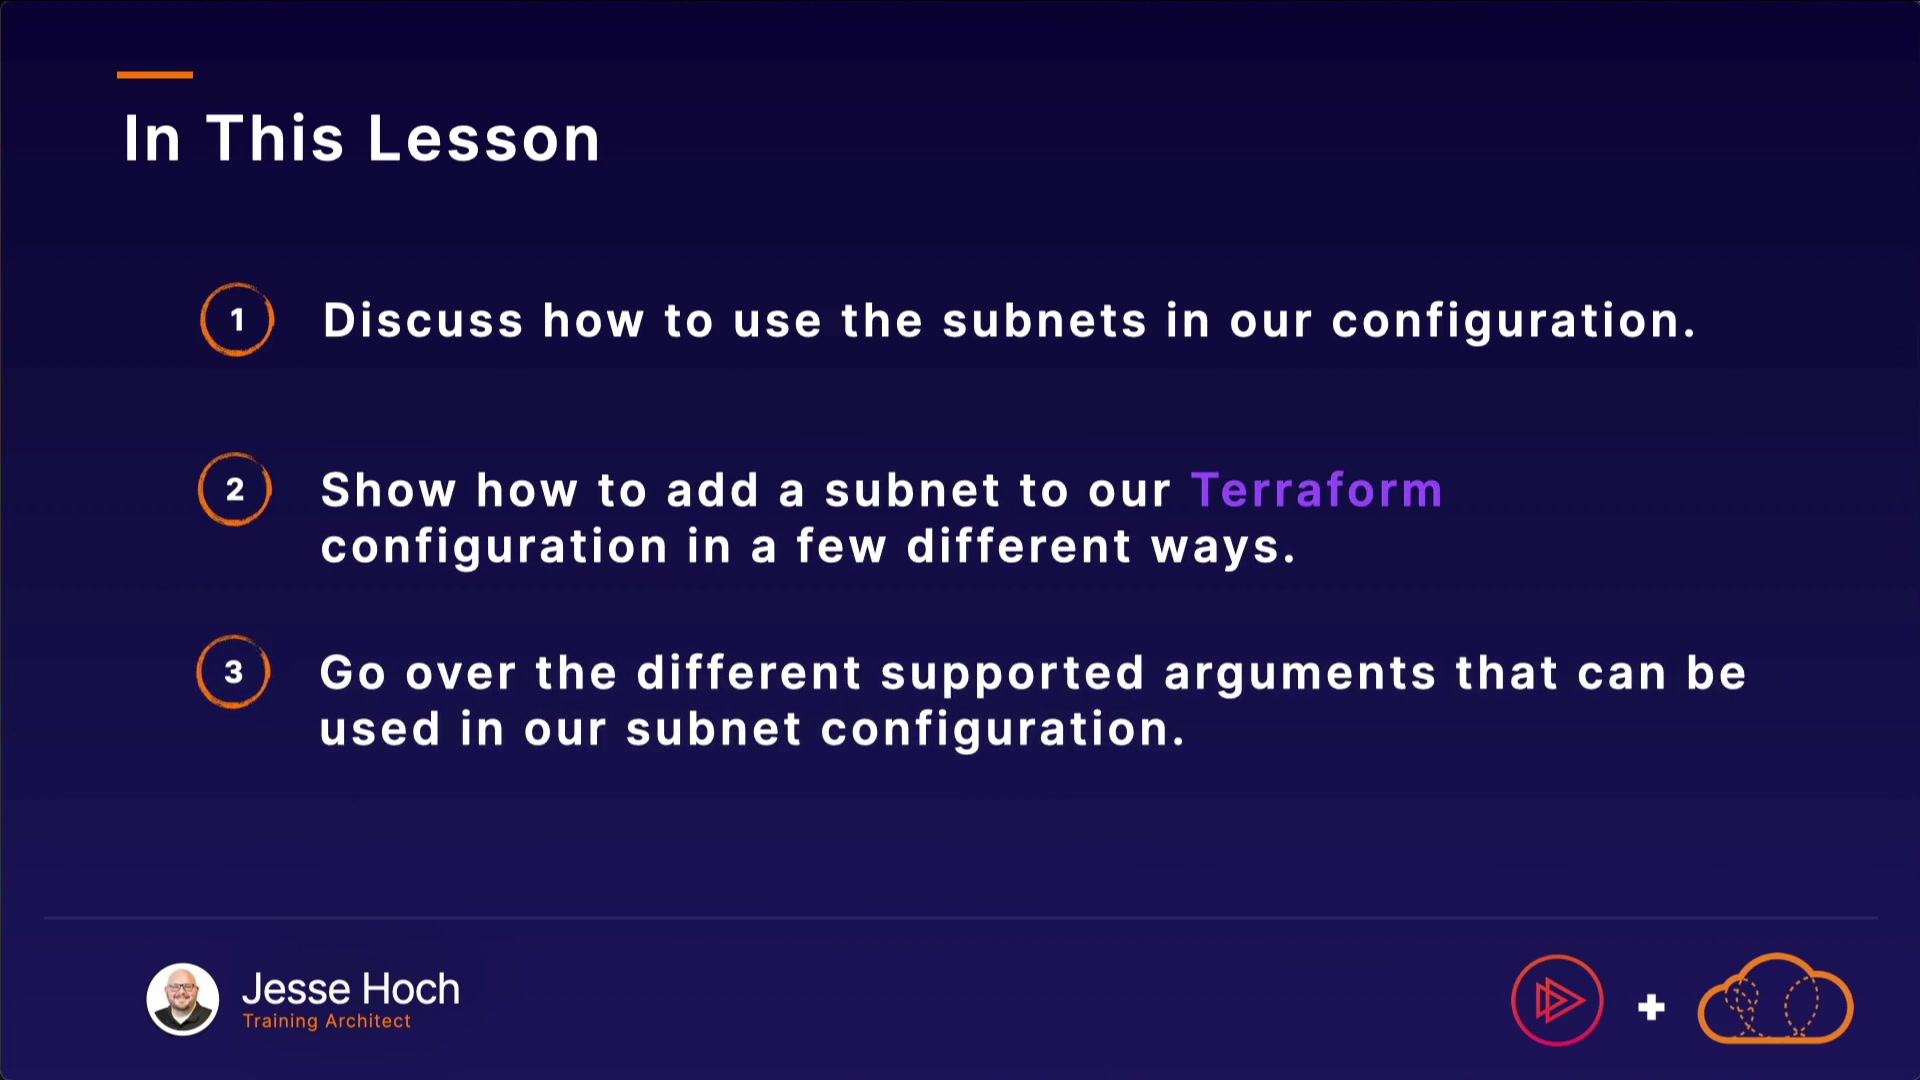 In This Lesson
1
Discuss how to use the subnets in our configuration.
2
Show how to add a subnet to our Terraform
configuration in a few different ways.
3
Go over the different supported arguments that can be
used in our subnet configuration.
Jesse Hoch
Training Architect